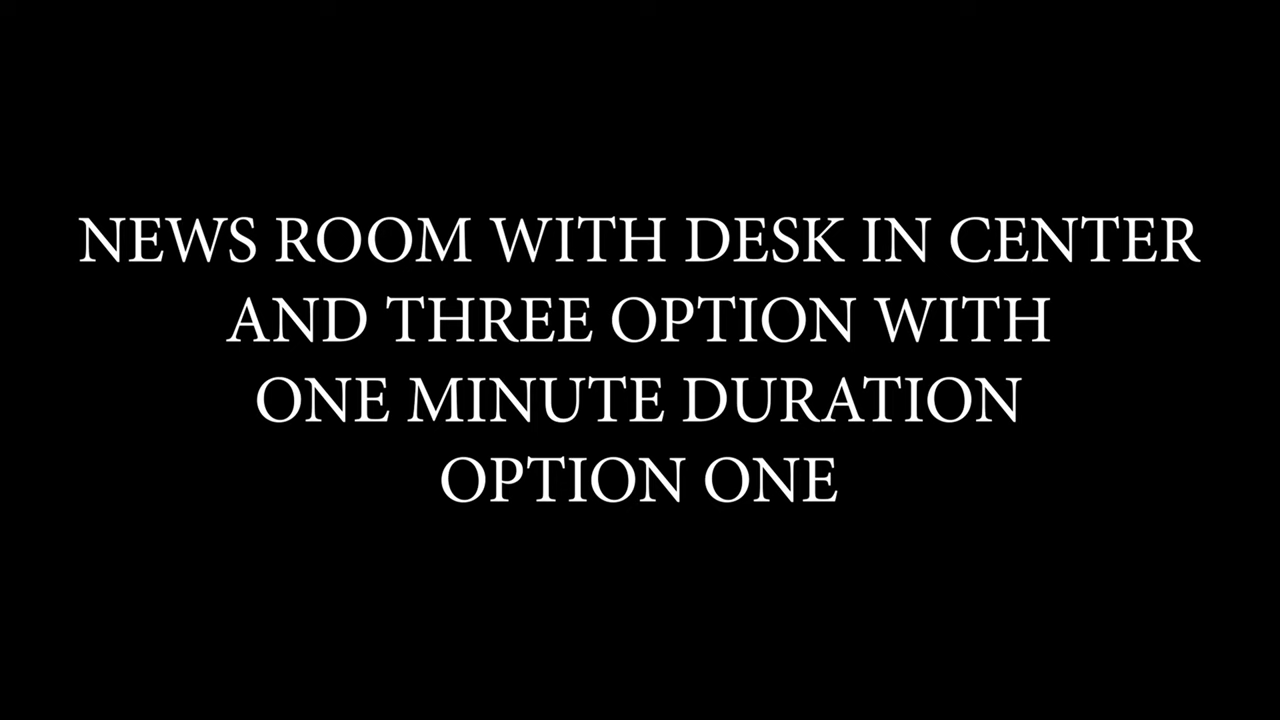 NEWS ROOM WITH DESK IN CENTER
AND THREE OPTION WITH
ONE MINUTE DURATION
OPTION ONE